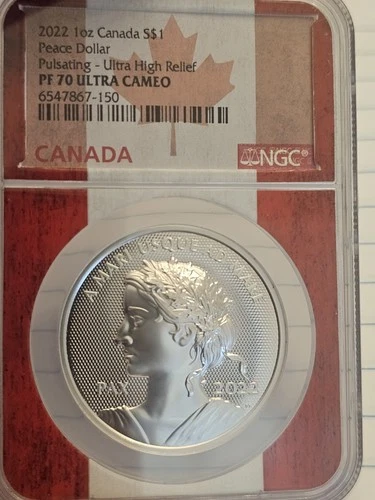 2022 1oz Canada S$1
Peace Dollar
Pulsating - Ultra High Relief
PF 70 ULTRA CAMEO
6547867-150
CANADA
NGC®
A MARI USQUE AD MARE
PAX 2022